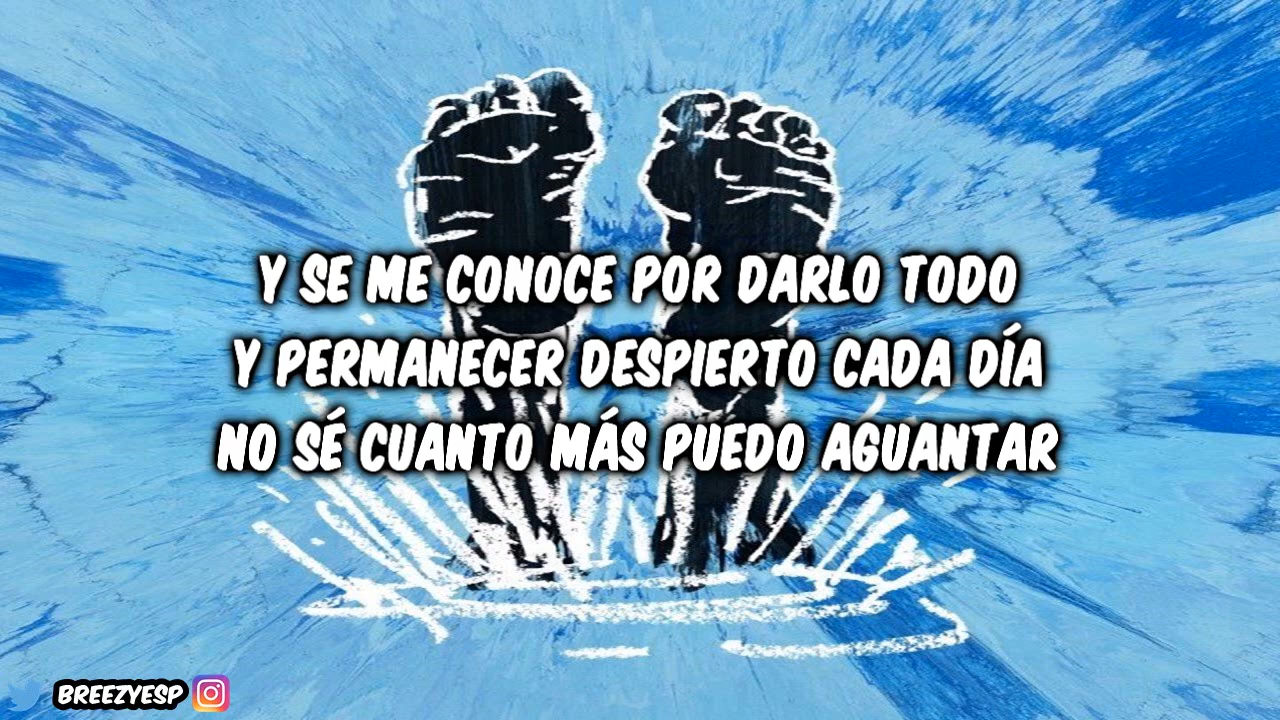 Y SE ME CONOCE POR DARLO TODO
Y PERMANECER DESPIERTO CADA DÍA
NO SÉ CUANTO MÁS PUEDO AGUANTAR
BREEZYESP